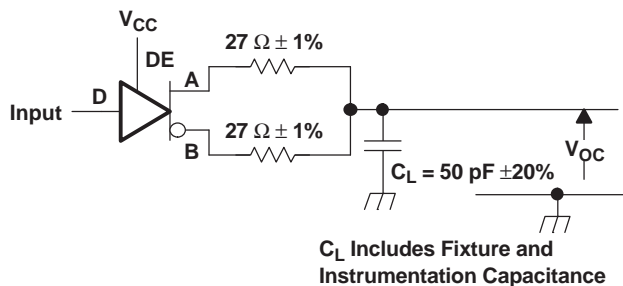 V_CC
DE
A
27 Ω ± 1%
Input
D
B
27 Ω ± 1%
C_L = 50 pF ±20%
V_OC
C_L Includes Fixture and
Instrumentation Capacitance